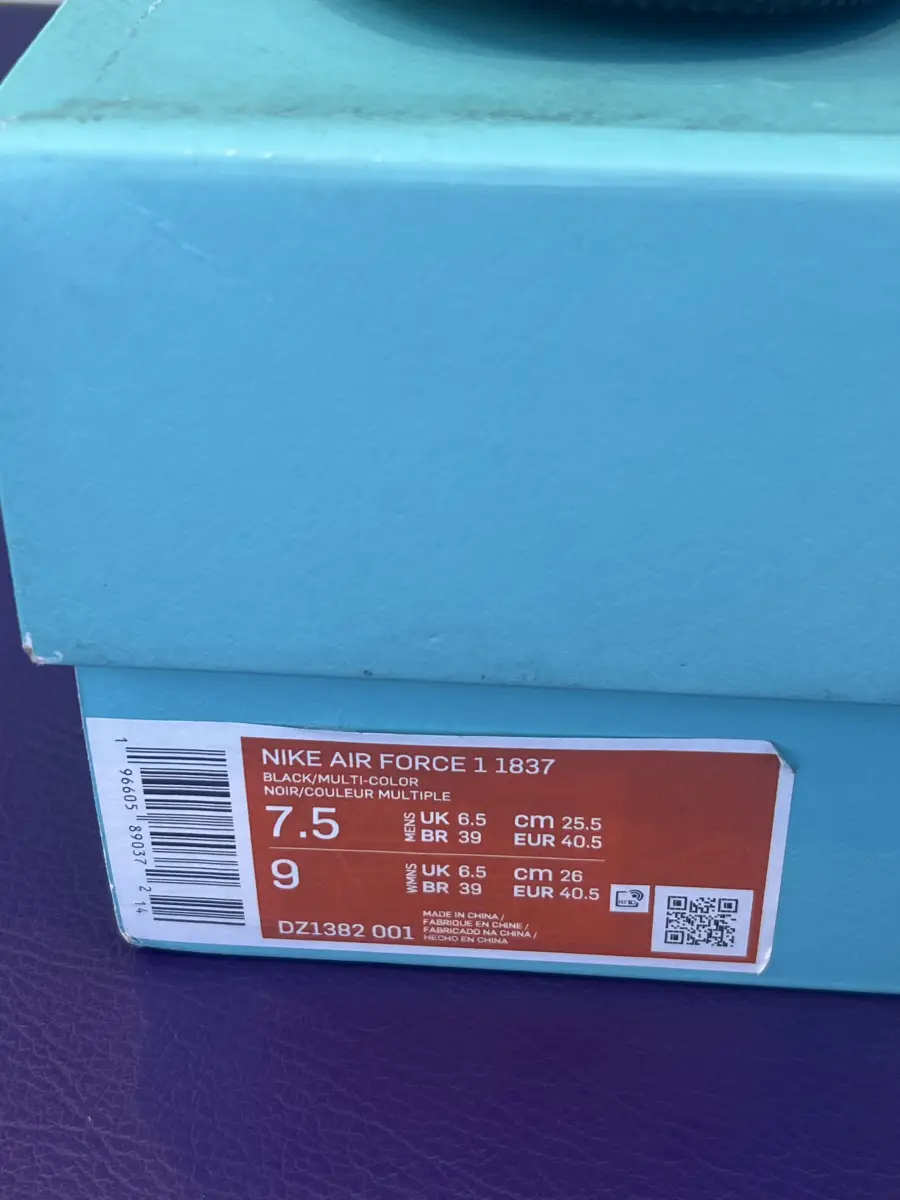 NIKE AIR FORCE 1 1837
BLACK/MULTI-COLOR
NOIR/COULEUR MULTIPLE
7.5
MENS
UK 6.5 cm 25.5
BR 39 EUR 40.5
9
WMNS
UK 6.5 cm 26
BR 39 EUR 40.5
DZ1382 001
MADE IN CHINA /
FABRIQUE EN CHINE /
FABRICADO NA CHINA /
HECHO EN CHINA
RFID
1 96605 89037 2 14